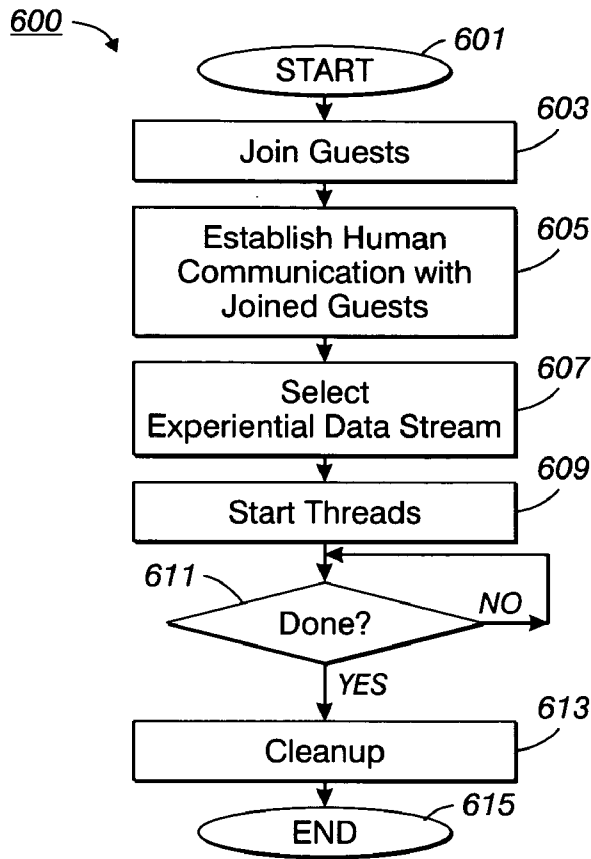 600
601
START
603
Join Guests
605
Establish Human
Communication with
Joined Guests
607
Select
Experiential Data Stream
609
Start Threads
611
Done?
NO
YES
613
Cleanup
615
END